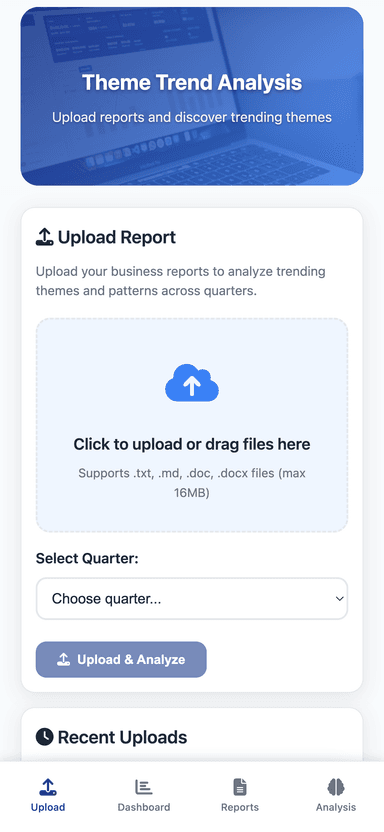 Theme Trend Analysis
Upload reports and discover trending themes
Upload Report
Upload your business reports to analyze trending
themes and patterns across quarters.
Click to upload or drag files here
Supports .txt, .md, .doc, .docx files (max
16MB)
Select Quarter:
Choose quarter...
Upload & Analyze
Recent Uploads
Upload
Dashboard
Reports
Analysis